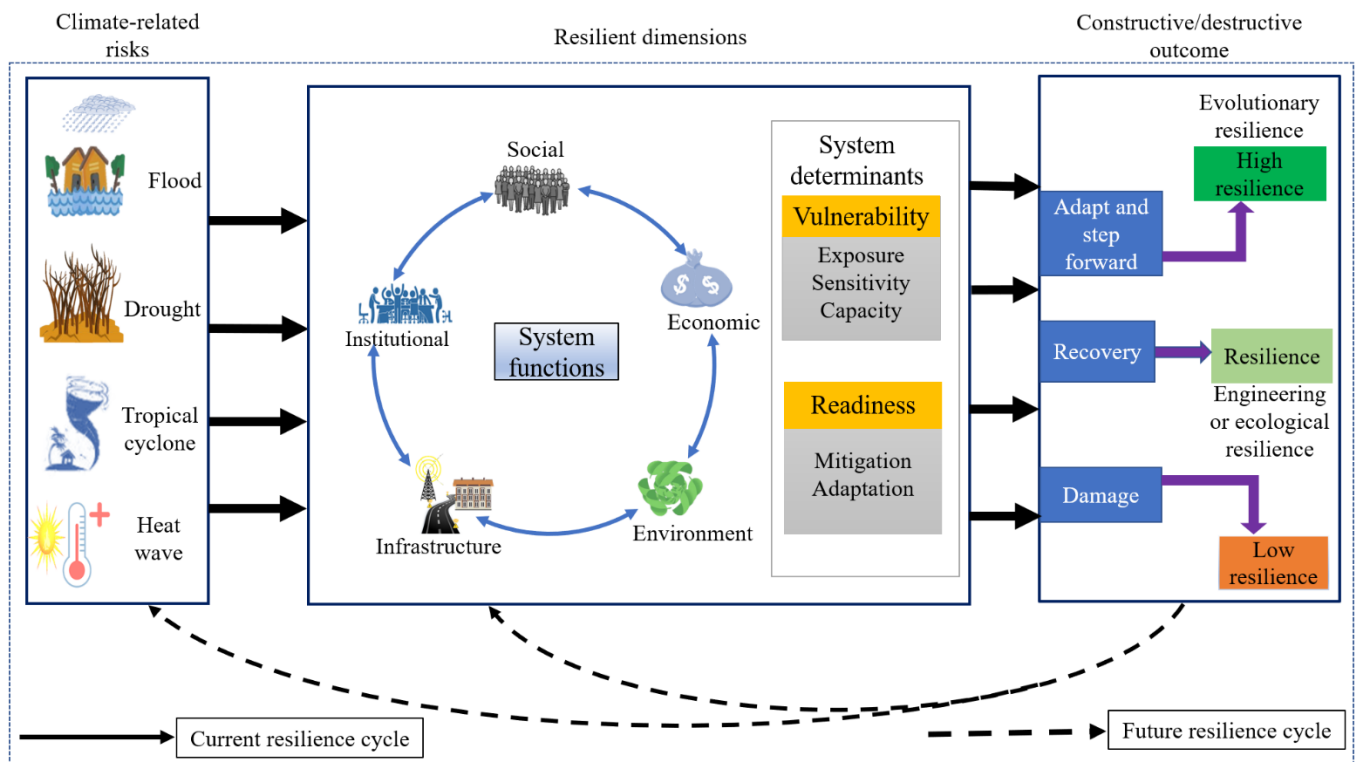 Climate-related
risks
Resilient dimensions
Constructive/destructive
outcome
Flood
Drought
Tropical
cyclone
Heat
wave
Social
Economic
Environment
Infrastructure
Institutional
System
functions
System
determinants
Vulnerability
Exposure
Sensitivity
Capacity
Readiness
Mitigation
Adaptation
Evolutionary
resilience
High
resilience
Adapt and
step
forward
Recovery
Resilience
Engineering
or ecological
resilience
Damage
Low
resilience
Current resilience cycle
Future resilience cycle